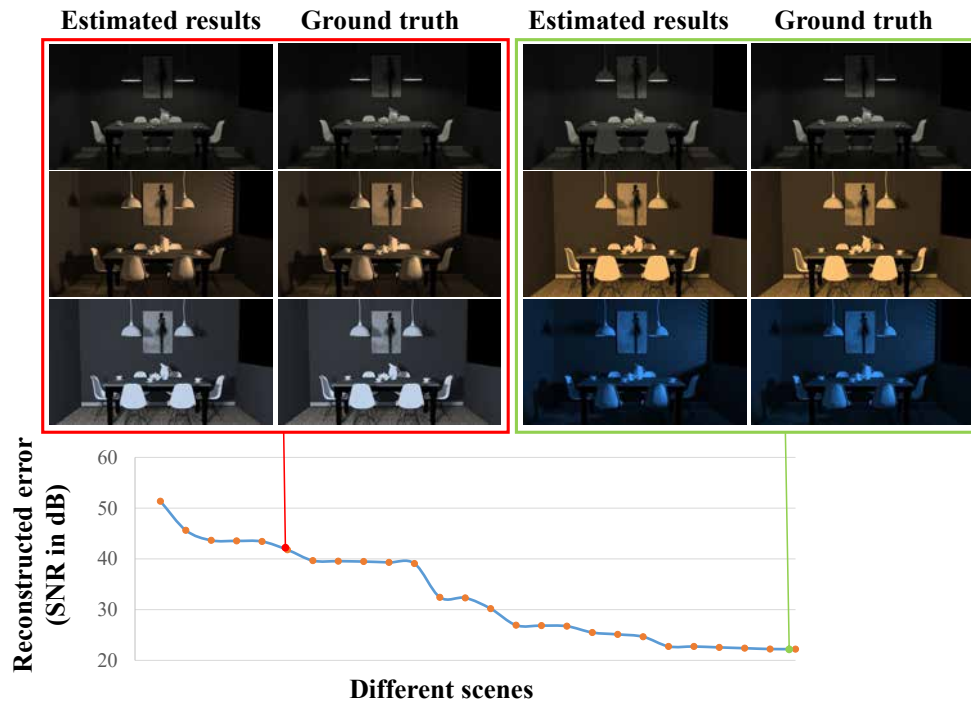 Estimated results Ground truth Estimated results Ground truth
60
50
40
30
20
Reconstructed error
(SNR in dB)
Different scenes